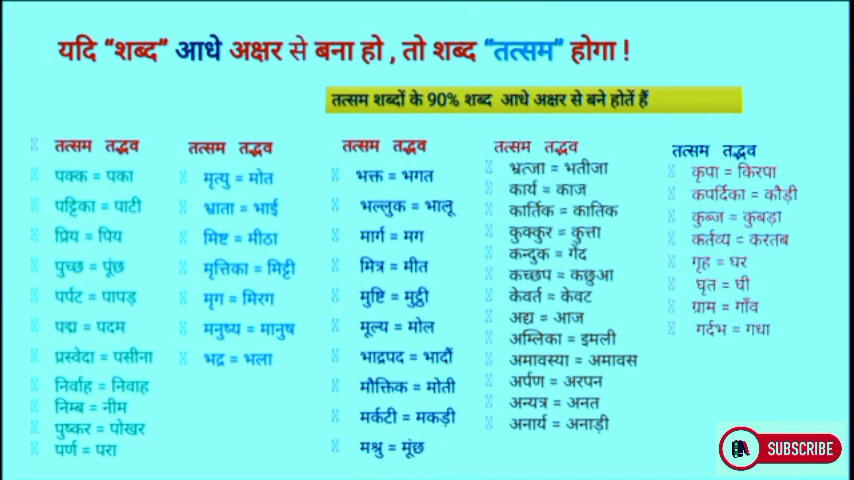 यदि “शब्द” आधे अक्षर से बना हो , तो शब्द “तत्सम” होगा !
तत्सम शब्दों के 90% शब्द आधे अक्षर से बने होतें हैं
तत्सम तद्भव
पक्क = पका
पट्टिका = पाटी
प्रिय = पिय
पुच्छ = पूंछ
पर्पट = पापड़
पद्म = पदम
प्रस्वेदा = पसीना
निर्वाह = निवाह
निम्ब = नीम
पुष्कर = पोखर
पर्ण = परा
तत्सम तद्भव
मृत्यु = मोत
भ्राता = भाई
मिष्ट = मीठा
मृत्तिका = मिट्टी
मृग = मिरग
मनुष्य = मानुष
भद्र = भला
तत्सम तद्भव
भक्त = भगत
भल्लुक = भालू
मार्ग = मग
मित्र = मीत
मुष्टि = मुट्ठी
मूल्य = मोल
भाद्रपद = भादौं
मौक्तिक = मोती
मर्कटी = मकड़ी
मश्रु = मूंछ
तत्सम तद्भव
भ्रत्जा = भतीजा
कार्य = काज
कार्तिक = कातिक
कुक्कुर = कुत्ता
कन्दुक = गेंद
कच्छप = कछुआ
केवर्त = केवट
अद्य = आज
अम्लिका = इमली
अमावस्या = अमावस
अर्पण = अरपन
अन्यत्र = अनत
अनार्य = अनाड़ी
तत्सम तद्भव
कृपा = किरपा
कपर्दिका = कौड़ी
कुब्ज = कुबड़ा
कर्तव्य = करतब
गृह = घर
घृत = घी
ग्राम = गाँव
गर्दभ = गधा
SUBSCRIBE